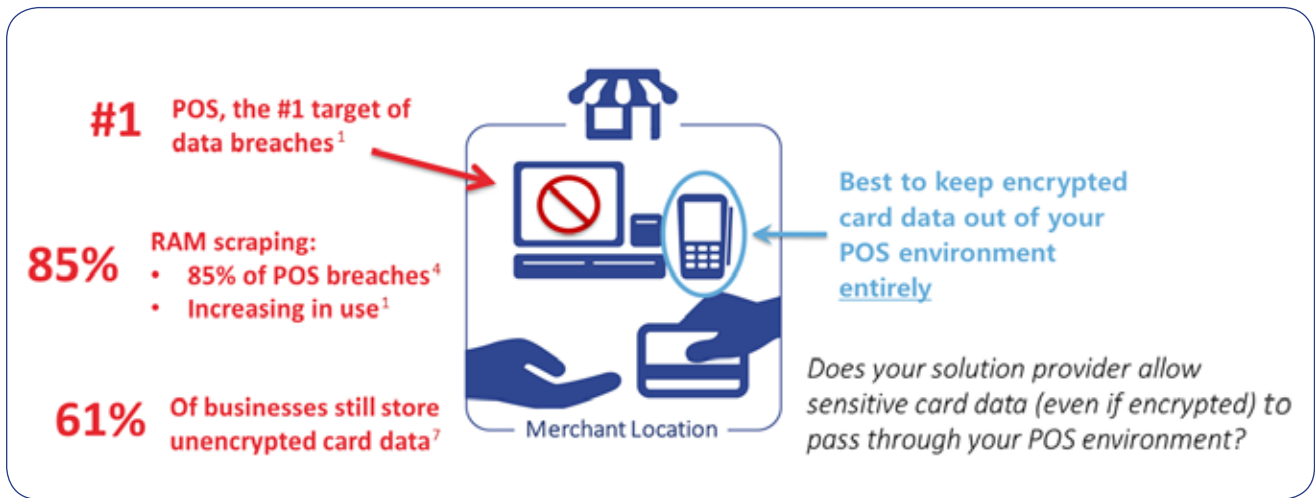 #1
POS, the #1 target of
data breaches¹
85%
RAM scraping:
• 85% of POS breaches⁴
• Increasing in use¹
61%
Of businesses still store
unencrypted card data⁷
Merchant Location
Best to keep encrypted
card data out of your
POS environment
entirely
Does your solution provider allow
sensitive card data (even if encrypted) to
pass through your POS environment?